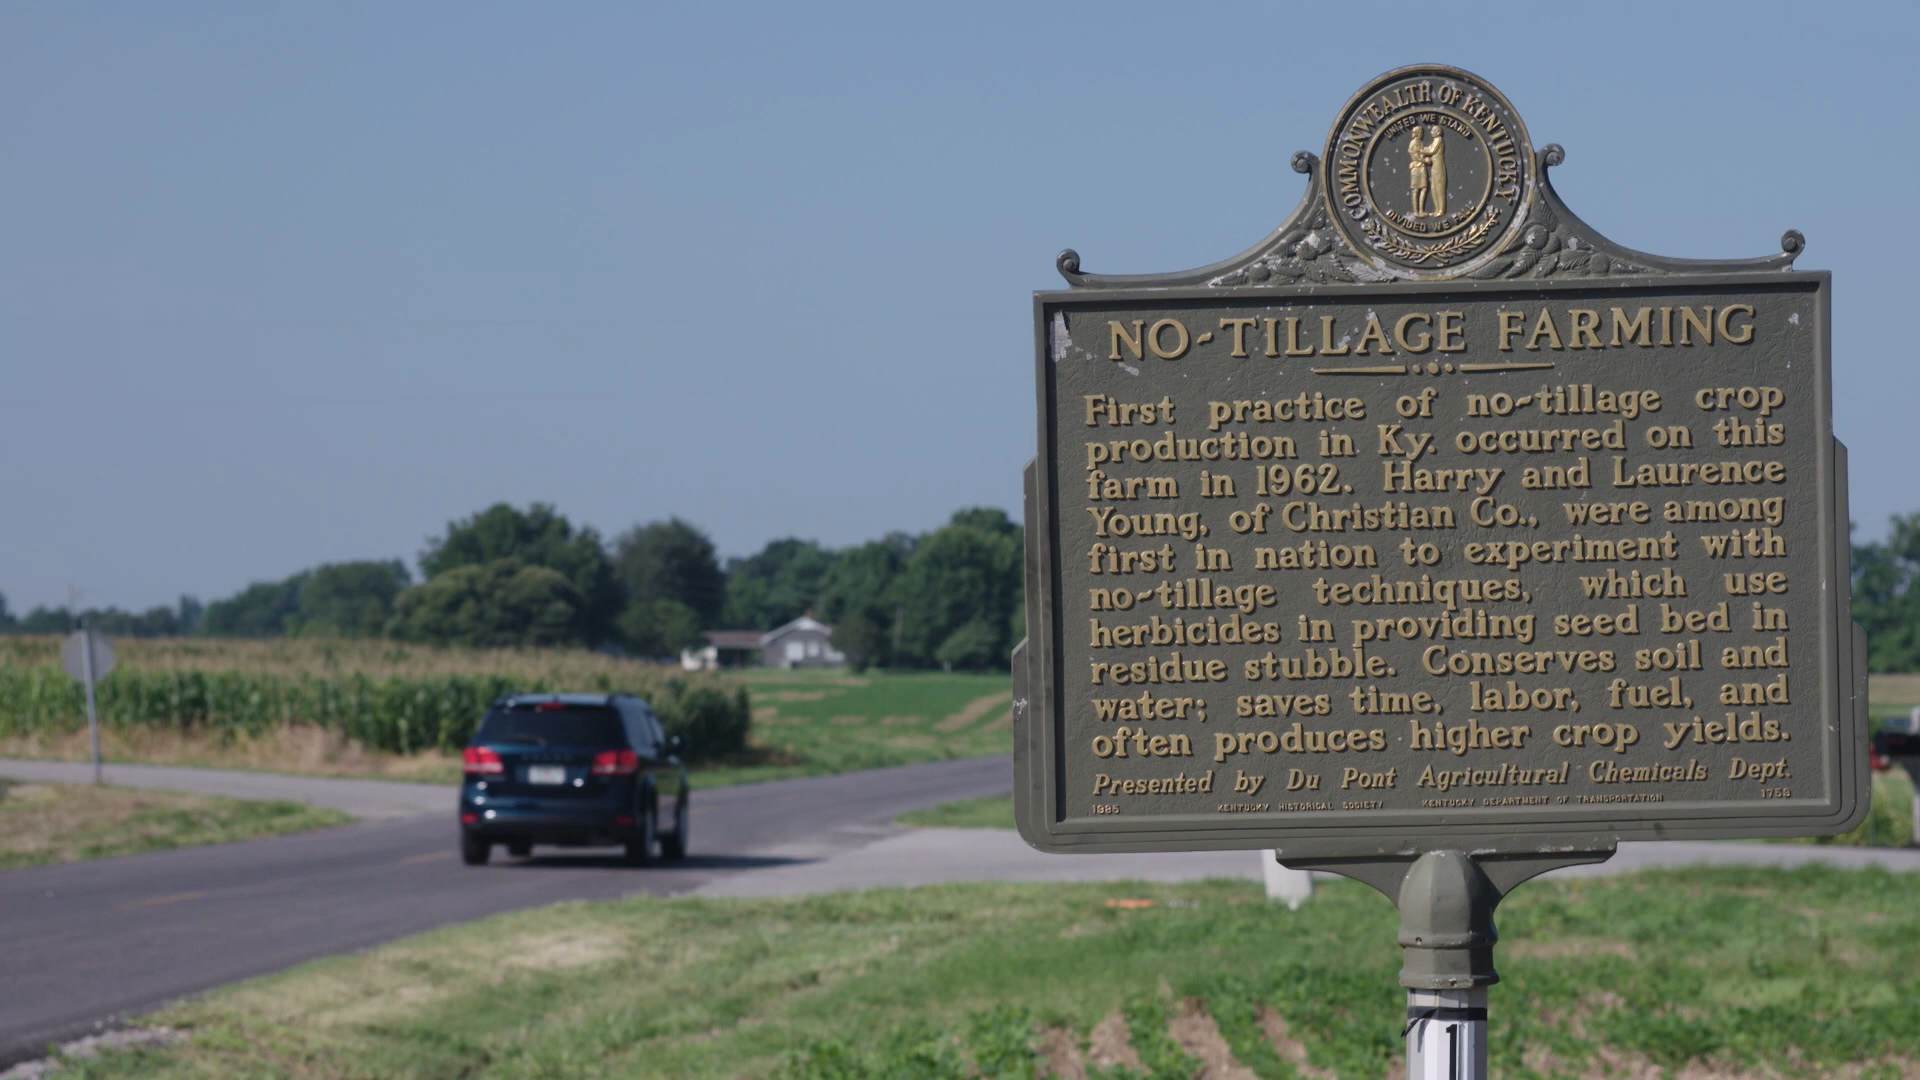 COMMONWEALTH OF KENTUCKY
UNITED WE STAND
DIVIDED WE FALL
NO-TILLAGE FARMING
First practice of no-tillage crop
production in Ky. occurred on this
farm in 1962. Harry and Laurence
Young, of Christian Co., were among
first in nation to experiment with
no-tillage techniques, which use
herbicides in providing seed bed in
residue stubble. Conserves soil and
water; saves time, labor, fuel, and
often produces higher crop yields.
Presented by Du Pont Agricultural Chemicals Dept.
1985 KENTUCKY HISTORICAL SOCIETY KENTUCKY DEPARTMENT OF TRANSPORTATION 1753
1